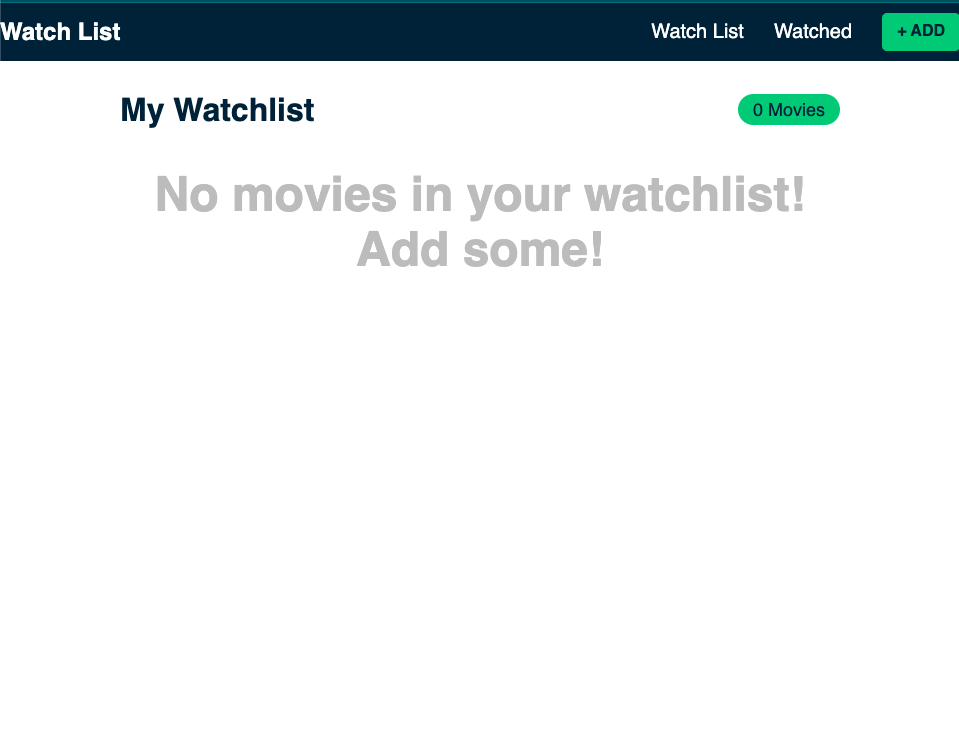 Watch List
Watch List
Watched
+ ADD
My Watchlist
0 Movies
No movies in your watchlist!
Add some!